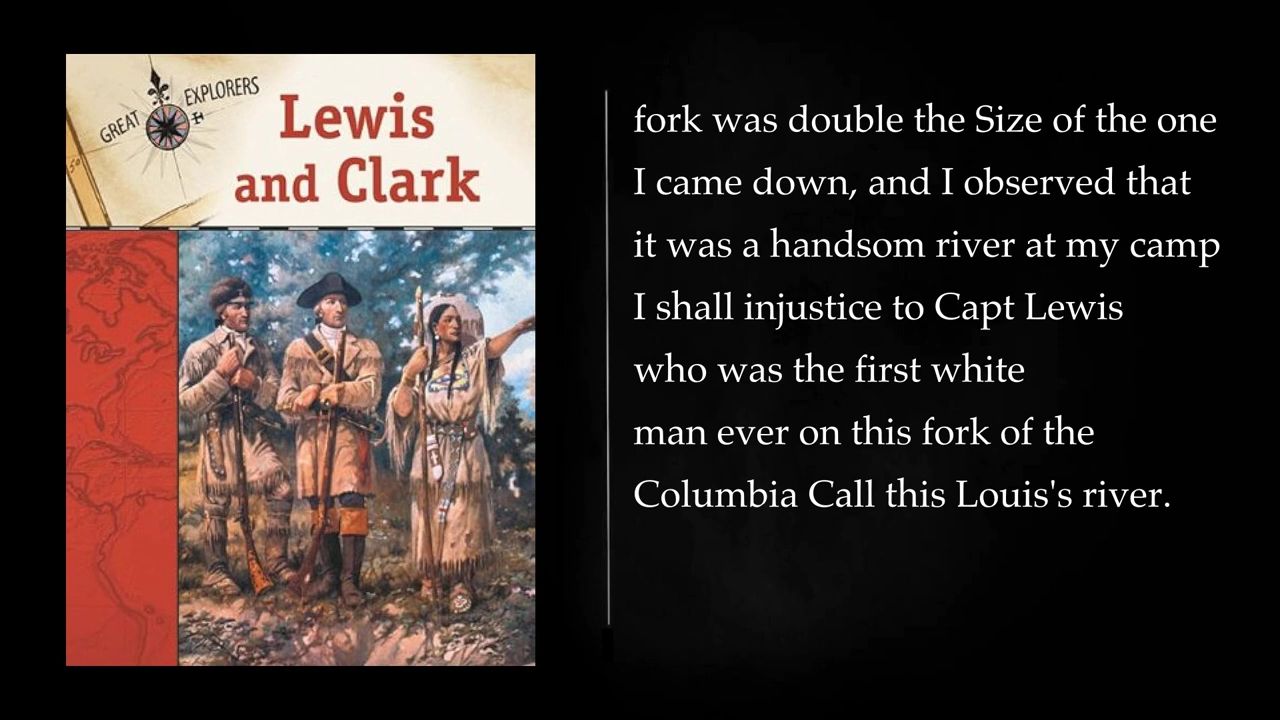 GREAT EXPLORERS
Lewis
and Clark
50
fork was double the Size of the one
I came down, and I observed that
it was a handsom river at my camp
I shall injustice to Capt Lewis
who was the first white
man ever on this fork of the
Columbia Call this Louis's river.